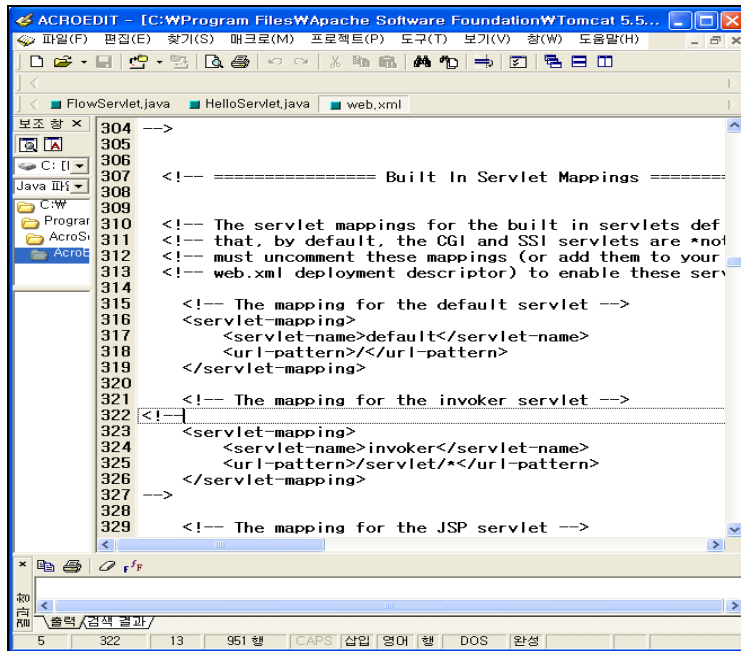 ACROEDIT - [C:₩Program Files₩Apache Software Foundation₩Tomcat 5.5...
파일(F) 편집(E) 찾기(S) 매크로(M) 프로젝트(P) 도구(T) 보기(V) 창(W) 도움말(H)
FlowServlet.java HelloServlet.java web.xml
보조 창
C: [
Java 파
C:₩
Prograr
AcroS
AcroE
304 -->
305
306
307 <!-- ================ Built In Servlet Mappings ========
308
309
310 <!-- The servlet mappings for the built in servlets def
311 <!-- that, by default, the CGI and SSI servlets are *no
312 <!-- must uncomment these mappings (or add them to your
313 <!-- web.xml deployment descriptor) to enable these ser
314
315 <!-- The mapping for the default servlet -->
316 <servlet-mapping>
317 <servlet-name>default</servlet-name>
318 <url-pattern>/</url-pattern>
319 </servlet-mapping>
320
321 <!-- The mapping for the invoker servlet -->
322 <!--
323 <servlet-mapping>
324 <servlet-name>invoker</servlet-name>
325 <url-pattern>/servlet/*</url-pattern>
326 </servlet-mapping>
327 -->
328
329 <!-- The mapping for the JSP servlet -->
출력 검색 결과
5 322 13 951 행 CAPS 삽입 영어 행 DOS 완성